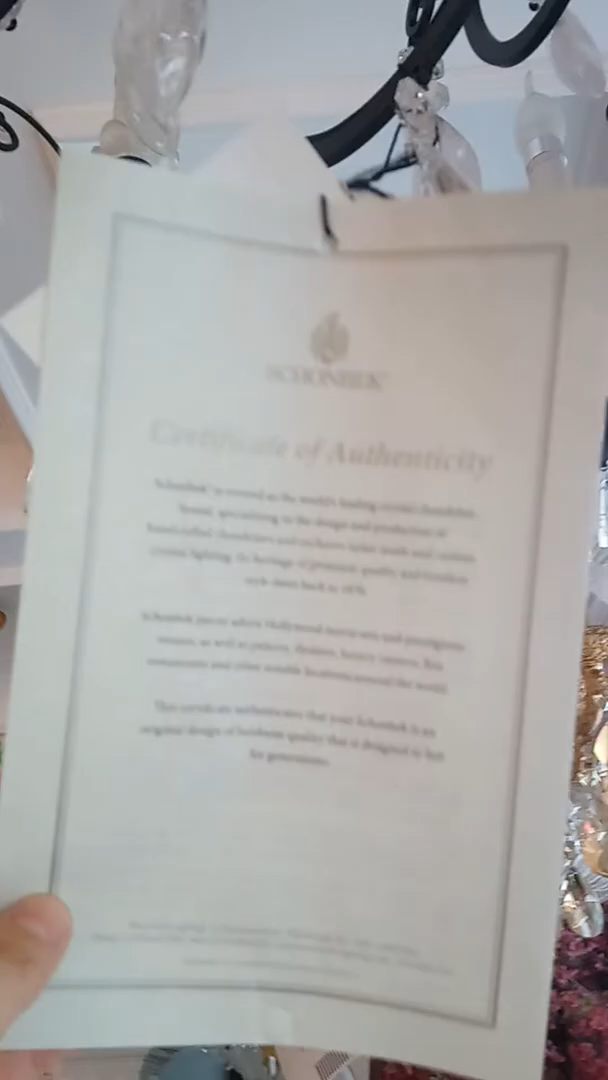 SCHONBEK
Certificate of Authenticity
Schonbek is revered as the world's leading crystal chandelier
brand, specializing in the design and production of
handcrafted chandeliers and exclusive tailor made and custom
crystal lighting. Its heritage of premium quality and timeless
style dates back to 1870.
Schonbek pieces adorn Hollywood movie sets and prestigious
venues, as well as palaces, theatres, luxury
restaurants and other notable locations around the world.
This certificate authenticates that your Schonbek is an
original design of heirloom quality that is designed to last
for generations.